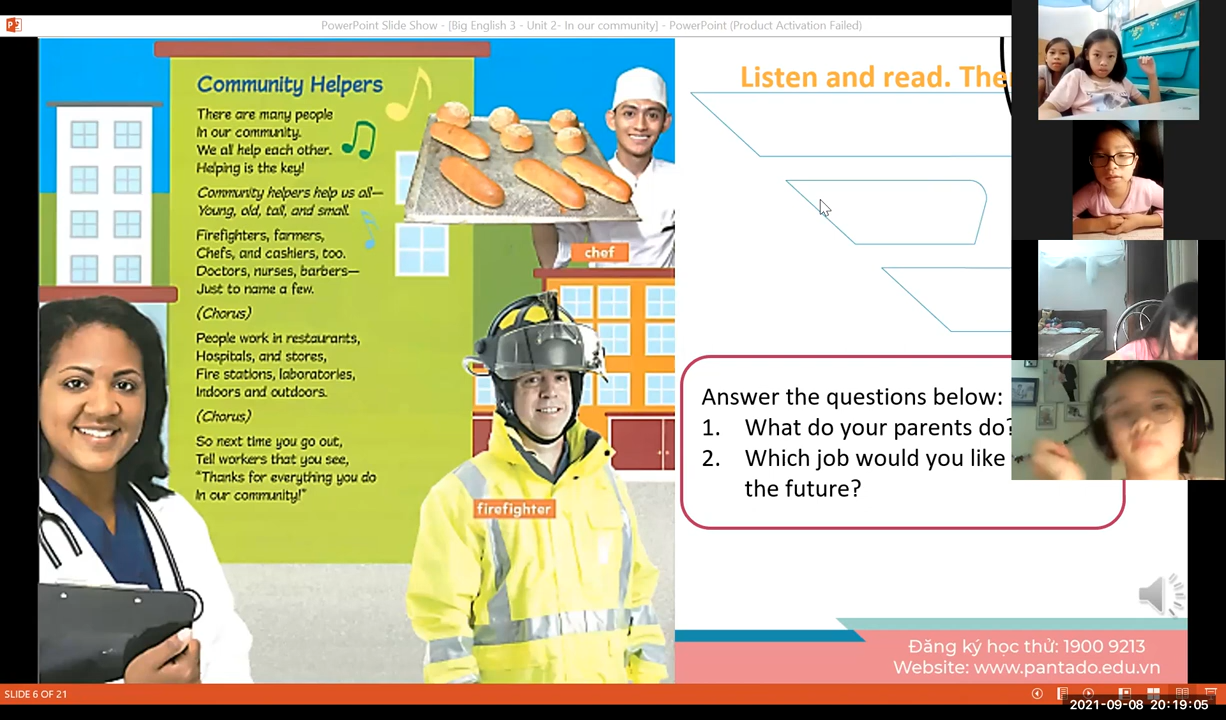 PowerPoint Slide Show - [Big English 3 - Unit 2- In our community] - PowerPoint (Product Activation Failed)
Community Helpers
There are many people
In our community.
We all help each other.
Helping is the key!
Community helpers help us all—
Young, old, tall, and small.
Firefighters, farmers,
Chefs, and cashiers, too.
Doctors, nurses, barbers—
Just to name a few.
(Chorus)
People work in restaurants,
Hospitals, and stores,
Fire stations, laboratories,
Indoors and outdoors.
(Chorus)
So next time you go out,
Tell workers that you see,
“Thanks for everything you do
In our community!”
chef
firefighter
Listen and read. The
Answer the questions below:
1. What do your parents do?
2. Which job would you like
the future?
Đăng ký học thử: 1900 9213
Website: www.pantado.edu.vn
SLIDE 6 OF 21
2021-09-08 20:19:05